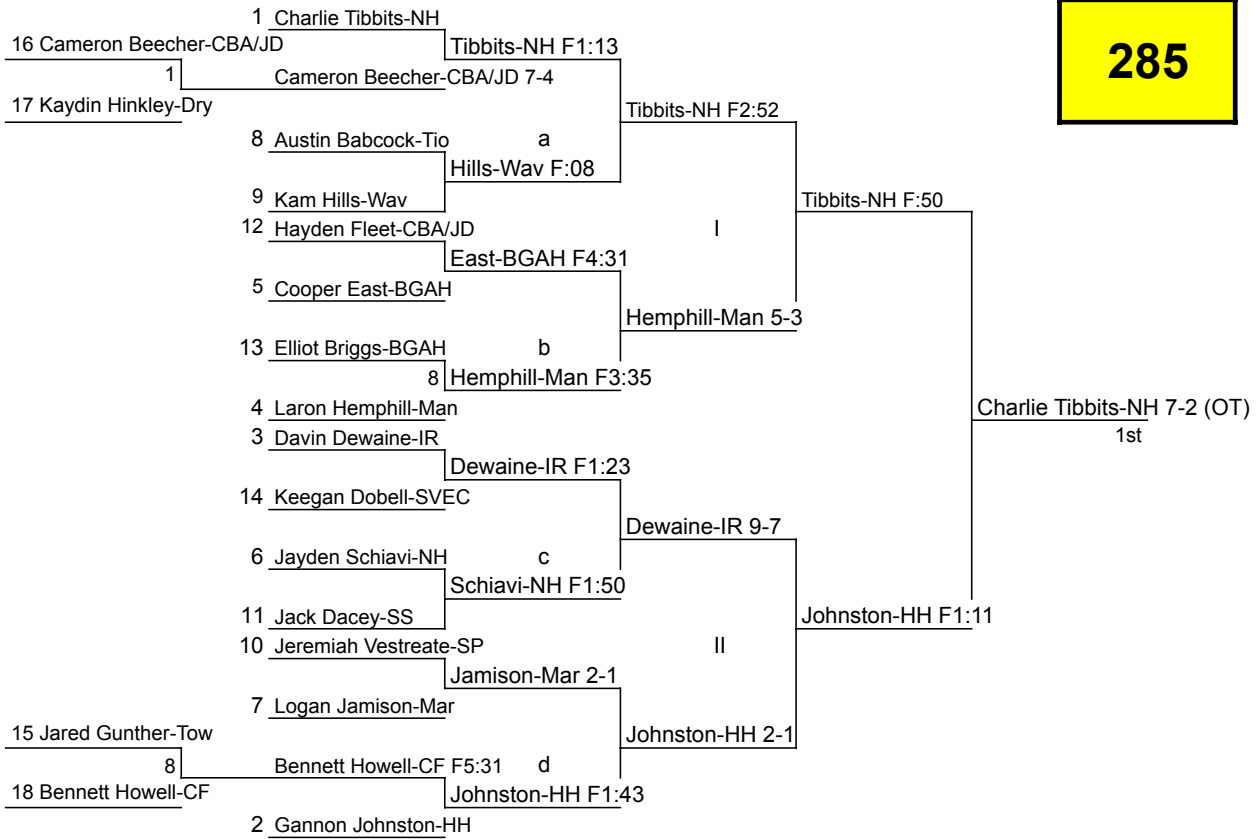 1 Charlie Tibbits-NH
285
16 Cameron Beecher-CBA/JD
Tibbits-NH F1:13
1 Cameron Beecher-CBA/JD 7-4
17 Kaydin Hinkley-Dry
Tibbits-NH F2:52
8 Austin Babcock-Tio a
Hills-Wav F:08
9 Kam Hills-Wav
Tibbits-NH F:50
12 Hayden Fleet-CBA/JD I
East-BGAH F4:31
5 Cooper East-BGAH
Hemphill-Man 5-3
13 Elliot Briggs-BGAH b
8 Hemphill-Man F3:35
4 Laron Hemphill-Man
Charlie Tibbits-NH 7-2 (OT)
1st
3 Davin Dewaine-IR
Dewaine-IR F1:23
14 Keegan Dobell-SVEC
Dewaine-IR 9-7
6 Jayden Schiavi-NH c
Schiavi-NH F1:50
11 Jack Dacey-SS
Johnston-HH F1:11
10 Jeremiah Vestreate-SP II
Jamison-Mar 2-1
7 Logan Jamison-Mar
15 Jared Gunther-Tow
Johnston-HH 2-1
8 Bennett Howell-CF F5:31 d
18 Bennett Howell-CF
Johnston-HH F1:43
2 Gannon Johnston-HH